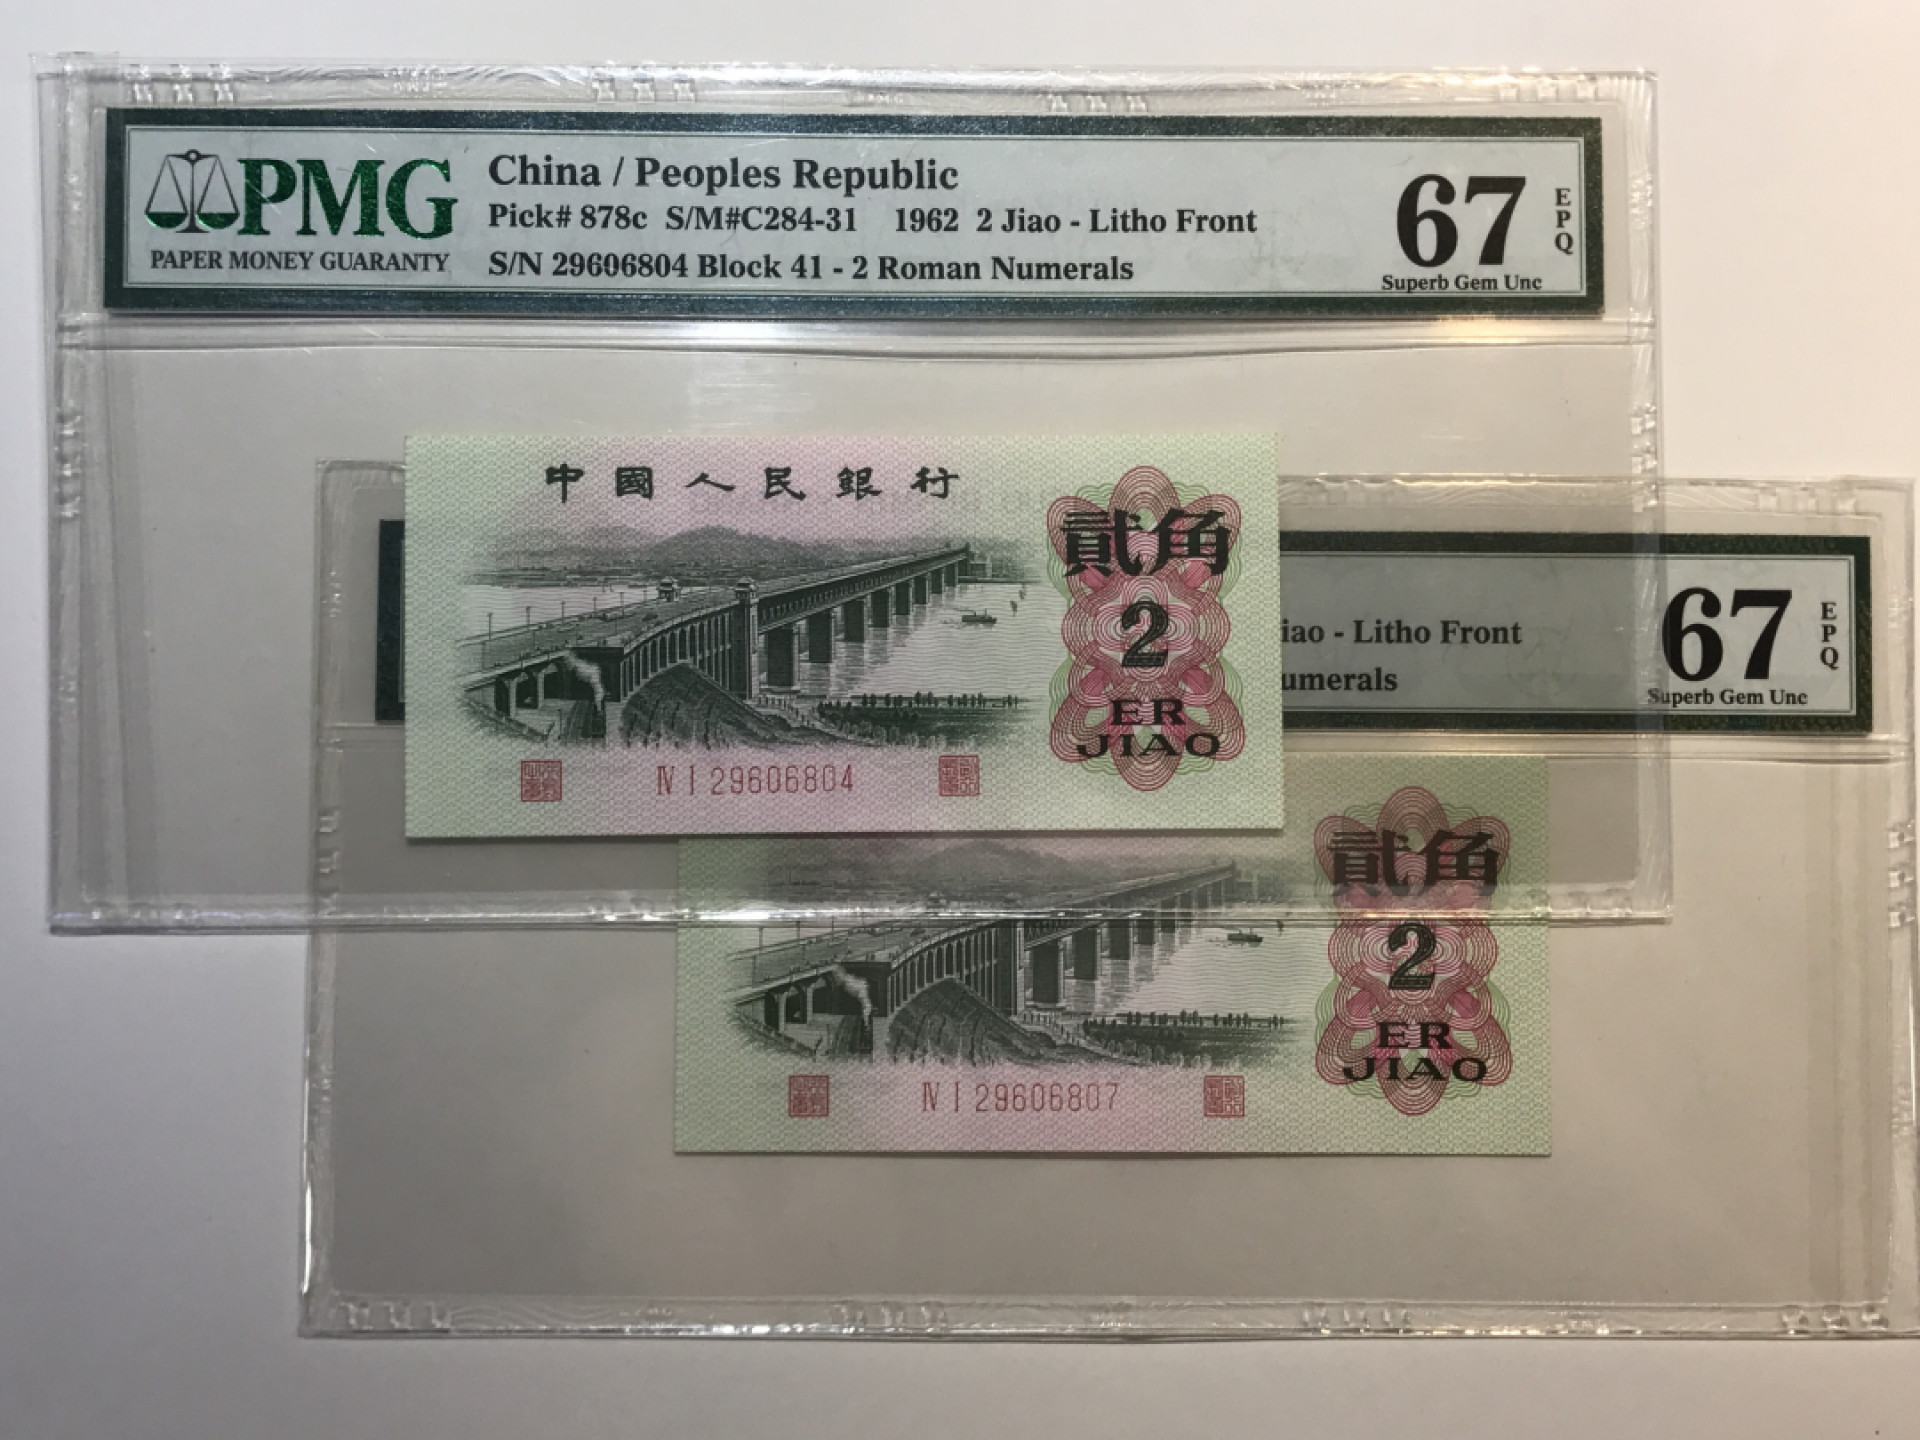 PMG
PAPER MONEY GUARANTY
China / Peoples Republic
Pick# 878c S/M#C284-31 1962 2 Jiao - Litho Front
S/N 29606804 Block 41 - 2 Roman Numerals
67
EPQ
Superb Gem Unc
中國人民銀行
貳角
2
ER
JIAO
Ⅳ Ⅰ 29606804
iao - Litho Front
umerals
67
EPQ
Superb Gem Unc
貳角
2
ER
JIAO
Ⅳ Ⅰ 29606807